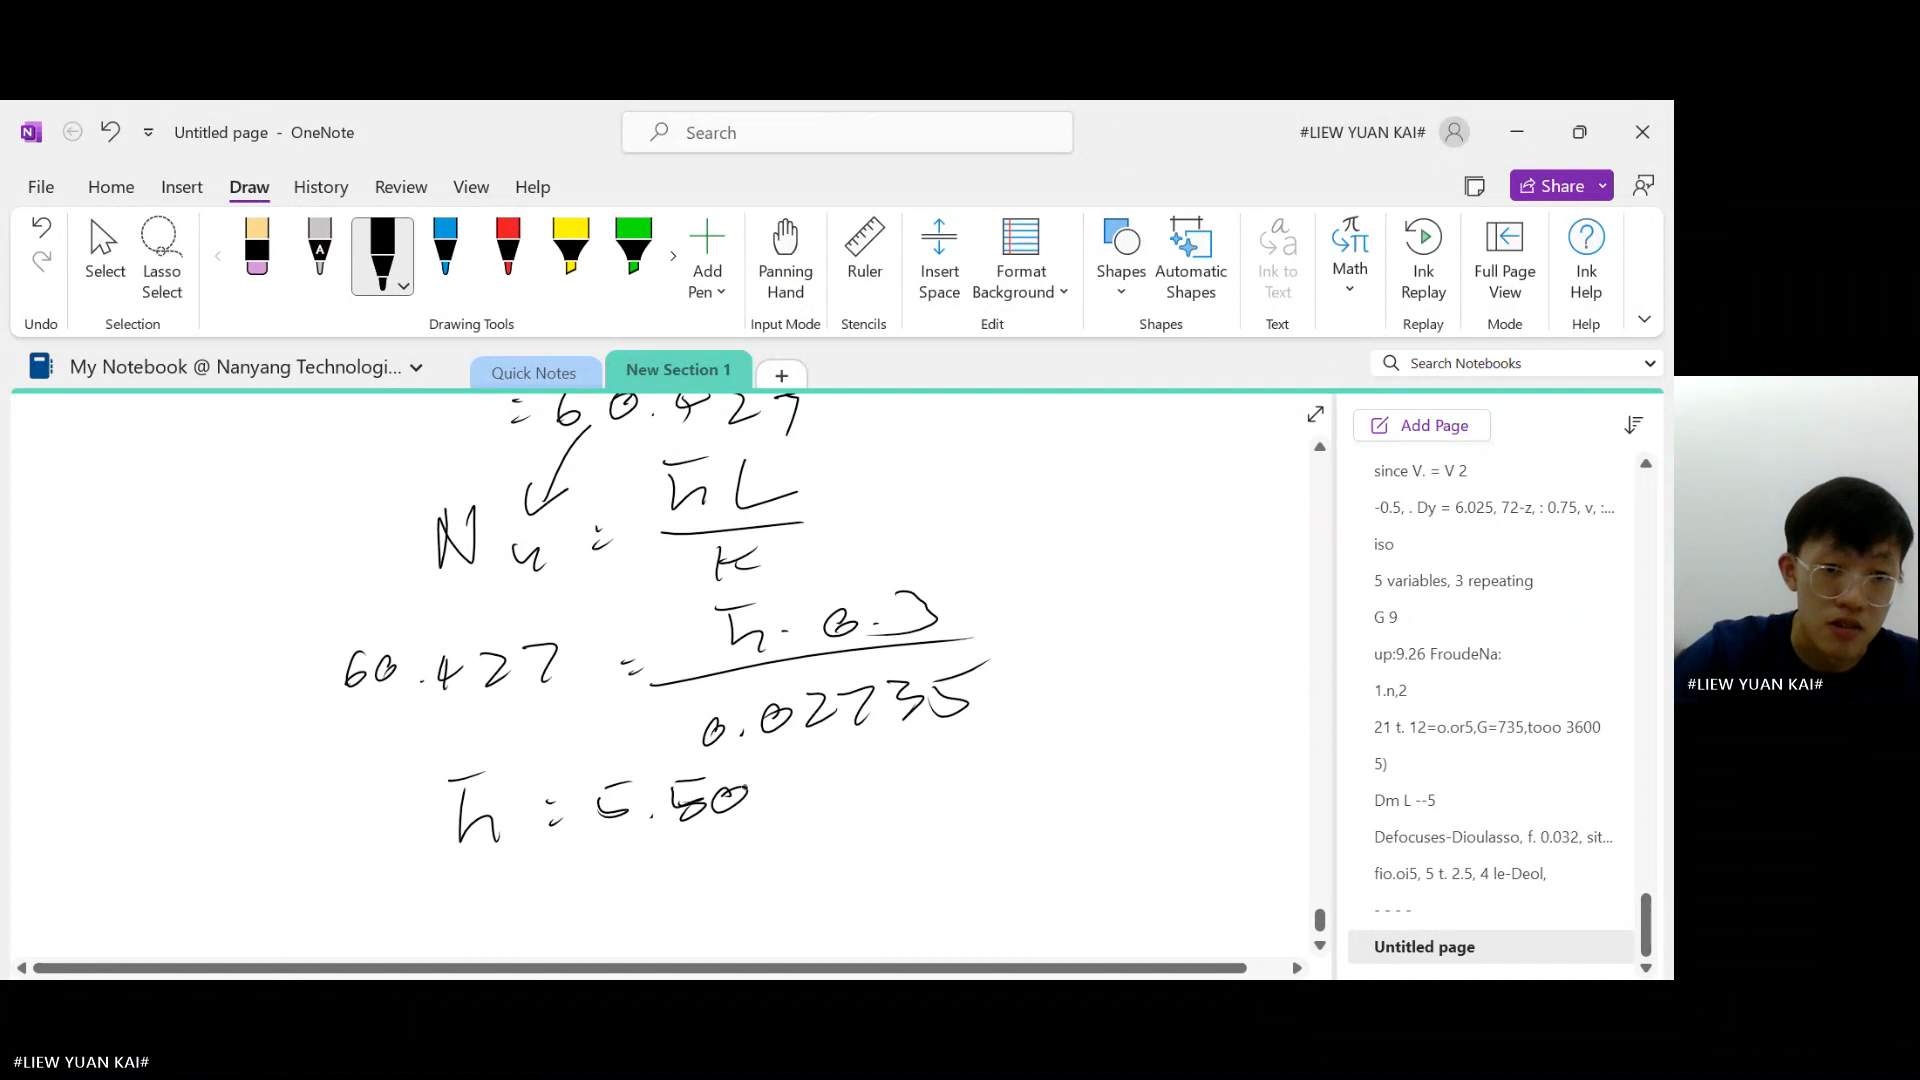 Untitled page - OneNote
Search
#LIEW YUAN KAI#
File Home Insert Draw History Review View Help
Share
Select
Lasso Select
A
Add Pen
Panning Hand
Ruler
Insert Space
Format Background
Shapes
Automatic Shapes
Ink to Text
Math
Ink Replay
Full Page View
Ink Help
Undo
Selection
Drawing Tools
Input Mode
Stencils
Edit
Shapes
Text
Replay
Mode
Help
My Notebook @ Nanyang Technologi...
Quick Notes
New Section 1
Search Notebooks
= 60.427
Nu = h̄ L / k
60.427 = h̄ . 0.3 / 0.02735
h̄ = 5.50
Add Page
since V. = V 2
-0.5, . Dy = 6.025, 72-z, : 0.75, v, :...
iso
5 variables, 3 repeating
G 9
up:9.26 FroudeNa:
1.n,2
21 t. 12=o.or5,G=735,tooo 3600
5)
Dm L --5
Defocuses-Dioulasso, f. 0.032, sit...
fio.oi5, 5 t. 2.5, 4 le-Deol,
- - - -
Untitled page
#LIEW YUAN KAI#
#LIEW YUAN KAI#